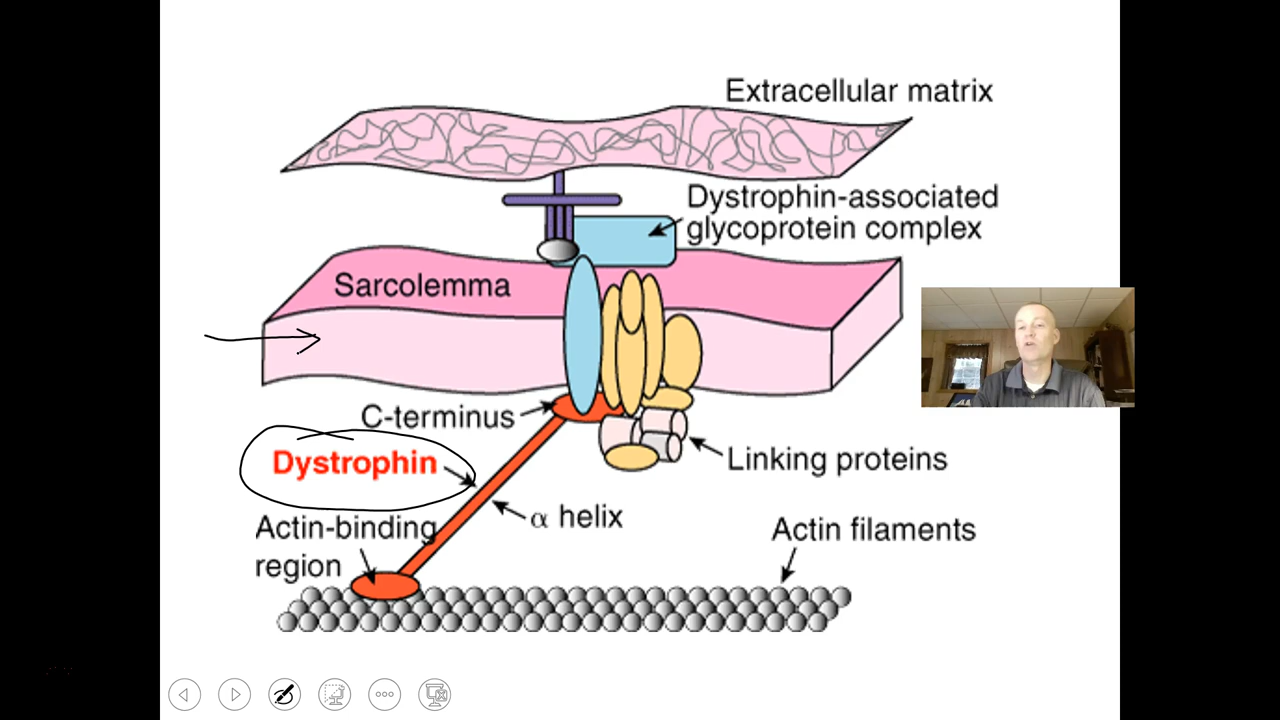 Extracellular matrix
Dystrophin-associated
glycoprotein complex
Sarcolemma
C-terminus
Dystrophin
Linking proteins
α helix
Actin-binding
region
Actin filaments